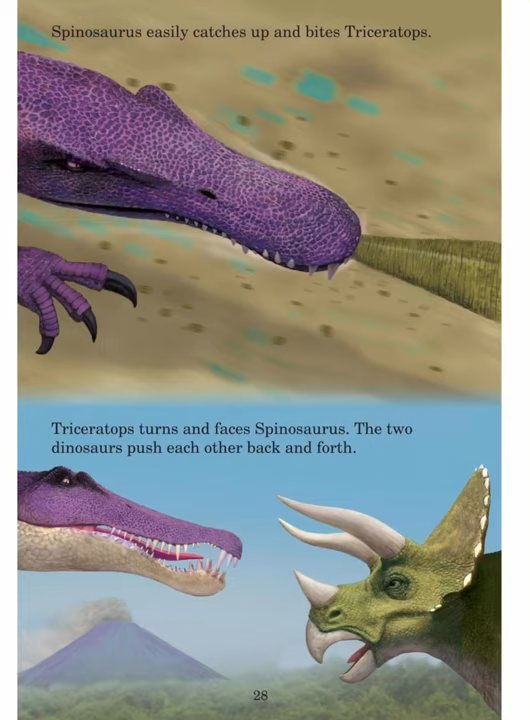 Spinosaurus easily catches up and bites Triceratops.
Triceratops turns and faces Spinosaurus. The two
dinosaurs push each other back and forth.
28